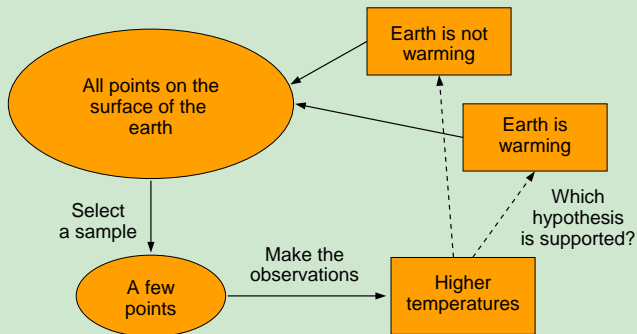 Earth is not
warming
All points on the
surface of the
earth
Earth is
warming
Select
a sample
Which
hypothesis
is supported?
Make the
observations
A few
points
Higher
temperatures